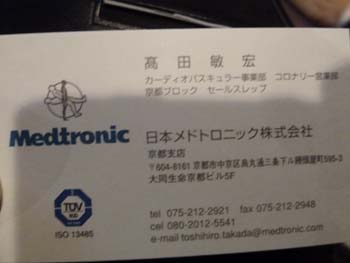 髙田敏宏
カーディオバスキュラー事業部 コロナリー営業部
京都ブロック セールスレップ
Medtronic
日本メドトロニック株式会社
京都支店
〒604-8161 京都市中京区烏丸通三条下ル饅頭屋町595-3
大同生命京都ビル5F
TÜV
ISO 13485
tel 075-212-2921 fax 075-212-2948
cel 080-2012-5541
e-mail toshihiro.takada@medtronic.com